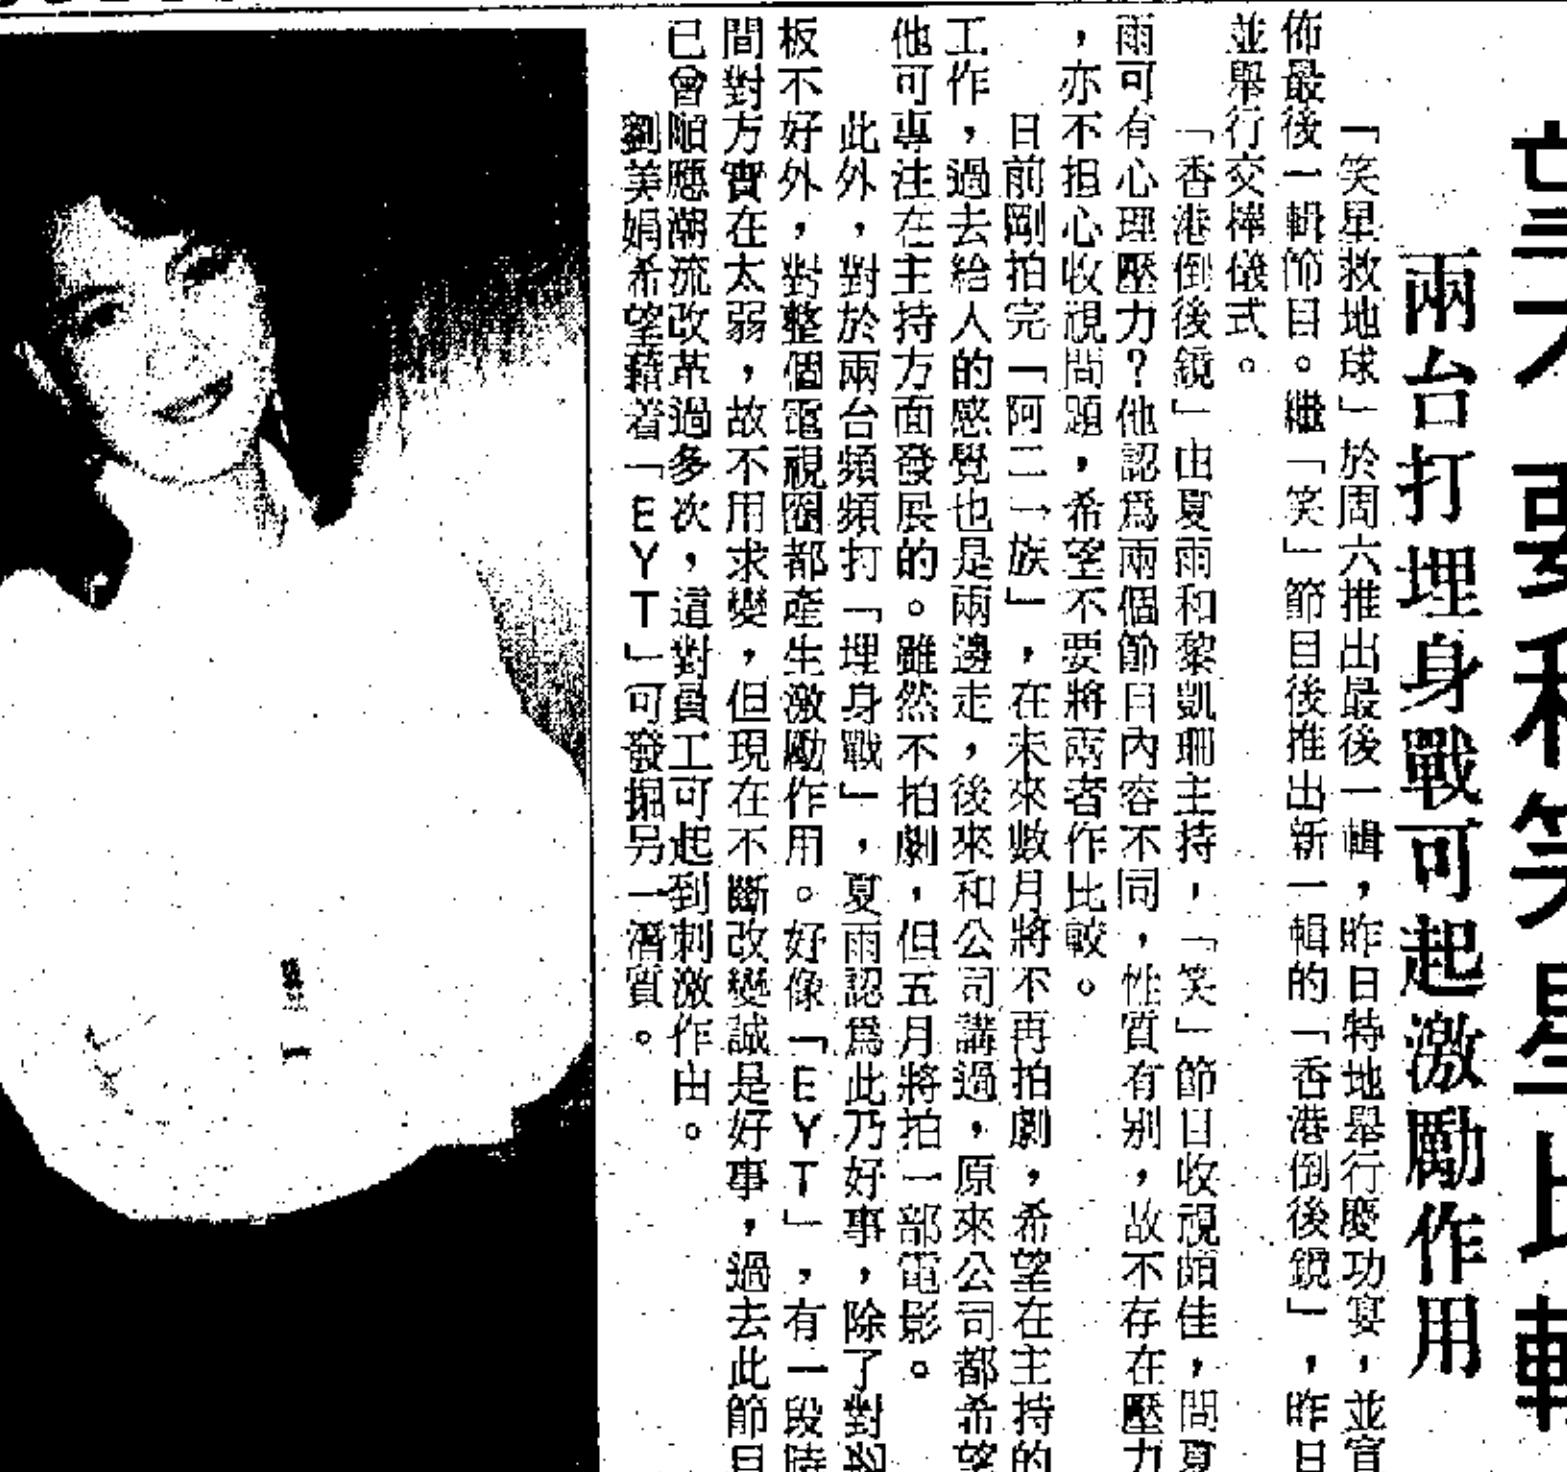 兩台打埋身戰可起激勵作用
「笑星救地球」於周六推出最後一輯，昨日特地舉行慶功宴，並宣
佈最後一輯節目。繼「笑」節目後推出新一輯的「香港倒後鏡」，昨日
並舉行交棒儀式。
「香港倒後鏡」由夏雨和黎凱珊主持，「笑」節目收視頗佳，問夏
雨可有心理壓力？他認為兩個節目內容不同，性質有別，故不存在壓力
，亦不担心收視問題，希望不要將兩者作比較。
日前剛拍完「阿二一族」，在未來數月將不再拍劇，希望在主持的
工作，過去給人的感覺也是兩邊走，後來和公司講過，原來公司都希望
他可專注在主持方面發展的。雖然不拍劇，但五月將拍一部電影。
此外，對於兩台頻頻打「埋身戰」，夏雨認為此乃好事，除了對
板不好外，對整個電視圈都產生激勵作用。好像「EYT」，有一段時
間對方實在太弱，故不用求變，但現在不斷改變誠是好事，過去此節目
已曾順應潮流改革過多次，這對員工可起到刺激作由。
劉美娟希望藉着「EYT」可發掘另一潛質。